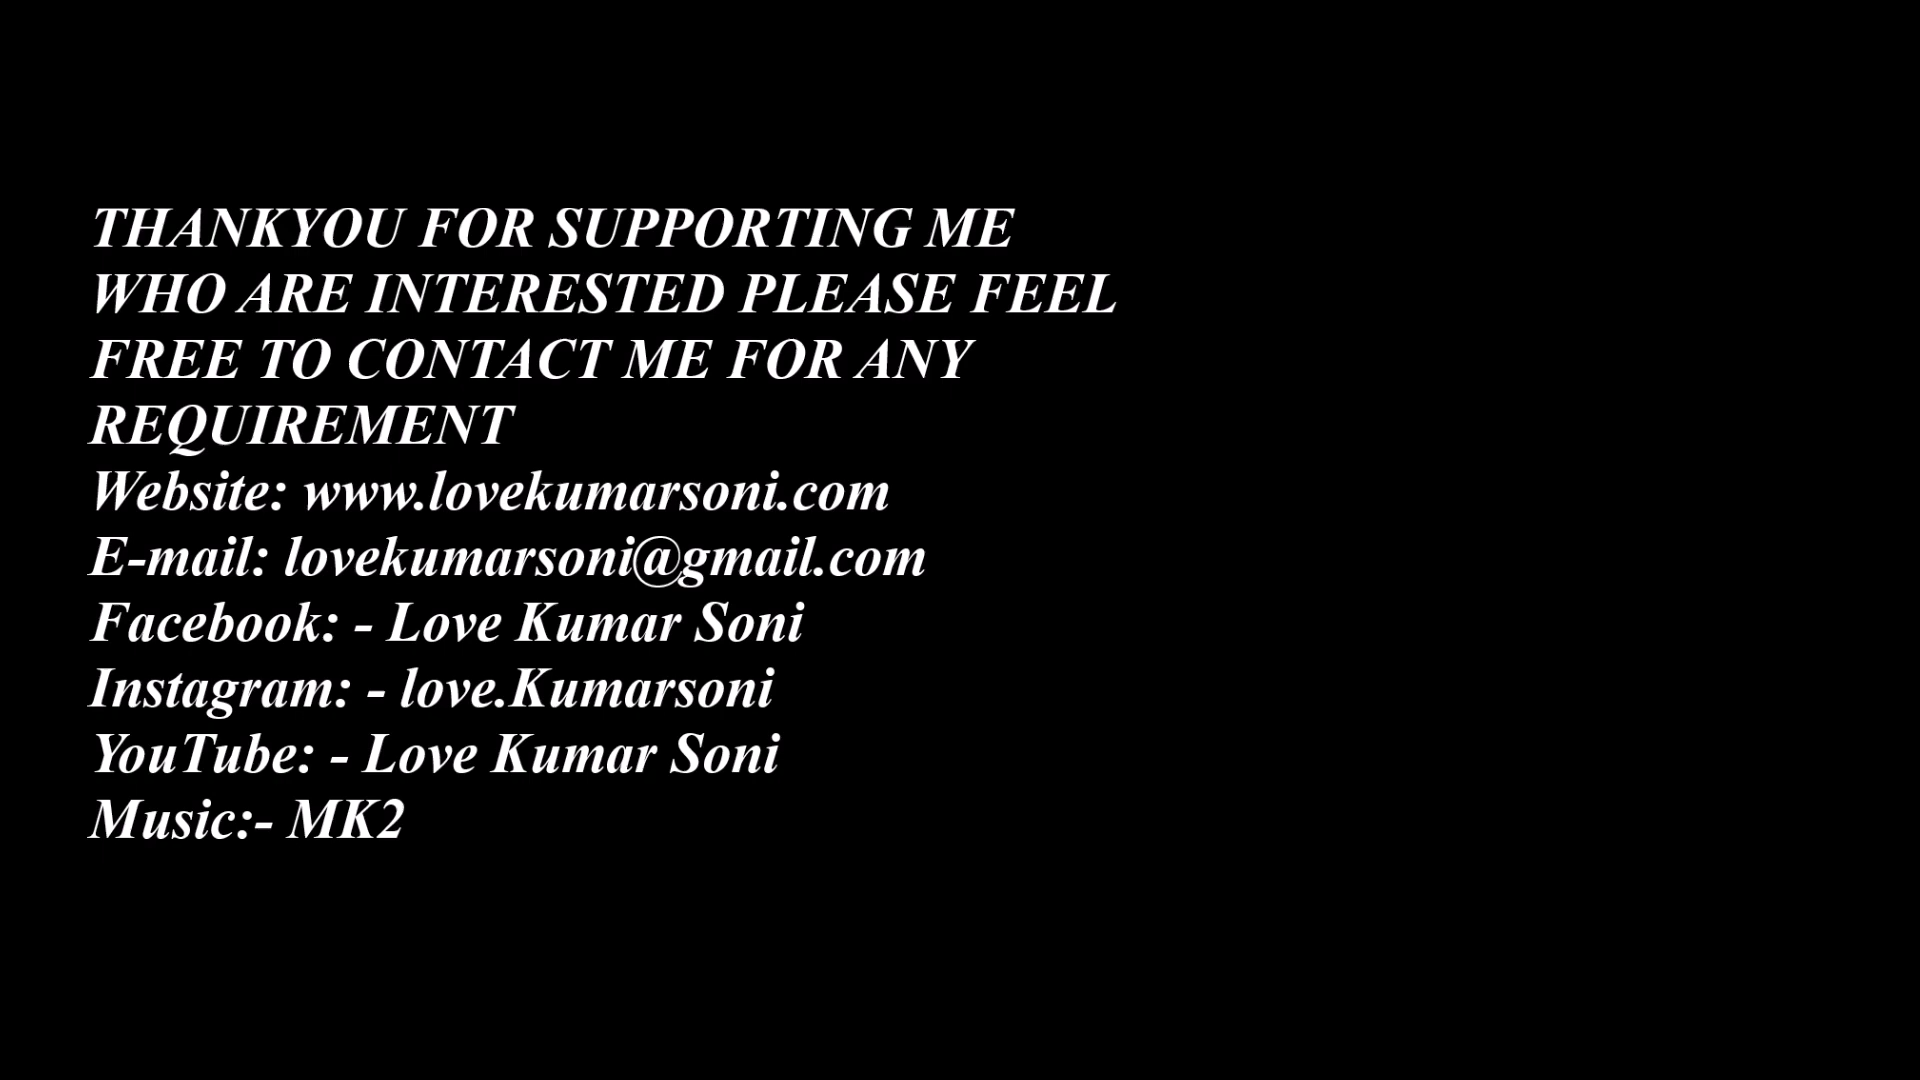 THANKYOU FOR SUPPORTING ME
WHO ARE INTERESTED PLEASE FEEL
FREE TO CONTACT ME FOR ANY
REQUIREMENT
Website: www.lovekumarsoni.com
E-mail: lovekumarsoni@gmail.com
Facebook: - Love Kumar Soni
Instagram: - love.Kumarsoni
YouTube: - Love Kumar Soni
Music:- MK2